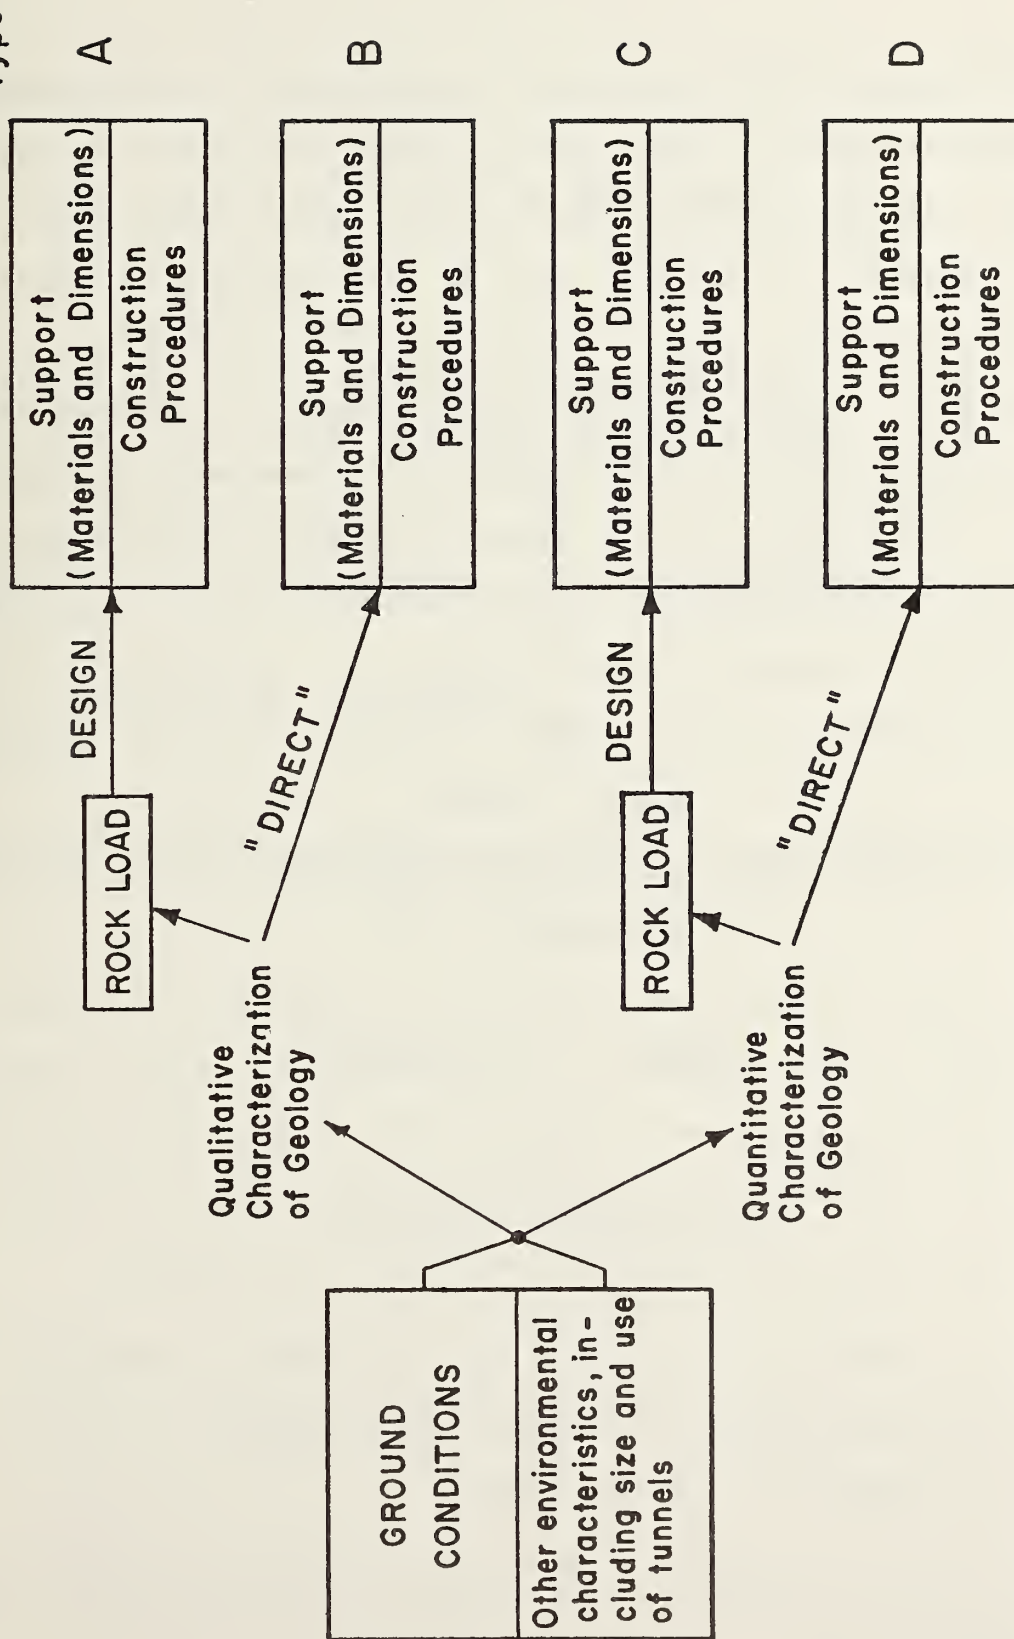 GROUND
CONDITIONS
Other environmental
characteristics, in-
cluding size and use
of tunnels
Qualitative
Characterization
of Geology
Quantitative
Characterization
of Geology
ROCK LOAD
DESIGN
"DIRECT"
ROCK LOAD
DESIGN
"DIRECT"
Support
(Materials and Dimensions)
Construction
Procedures
A
Support
(Materials and Dimensions)
Construction
Procedures
B
Support
(Materials and Dimensions)
Construction
Procedures
C
Support
(Materials and Dimensions)
Construction
Procedures
D